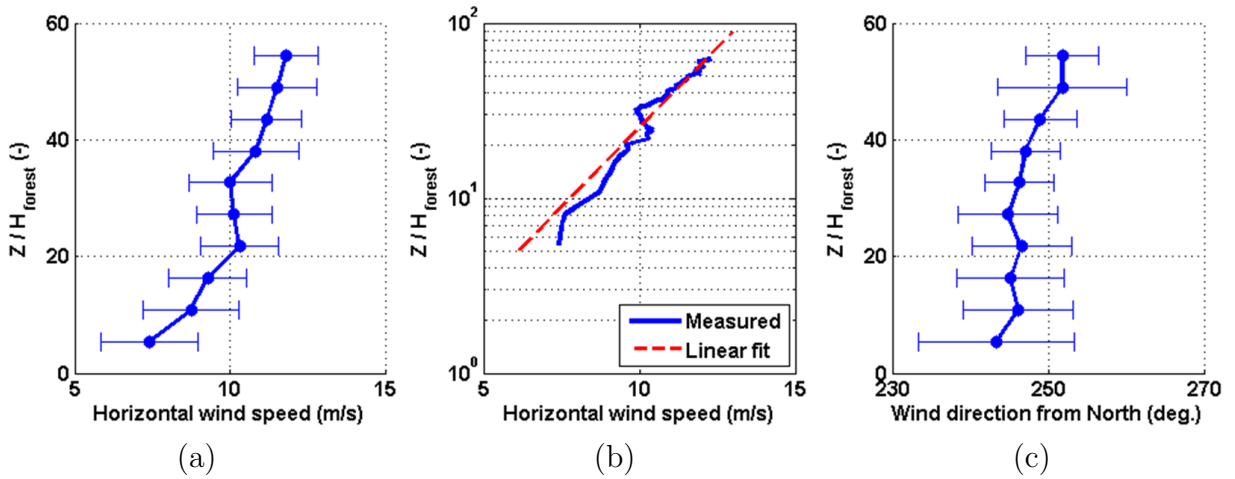 60
40
20
0
5
10
15
Z / H_forest (-)
Horizontal wind speed (m/s)
(a)
10^2
10^1
10^0
5
10
15
Z / H_forest (-)
Measured
Linear fit
Horizontal wind speed (m/s)
(b)
60
40
20
0
230
250
270
Z / H_forest (-)
Wind direction from North (deg.)
(c)